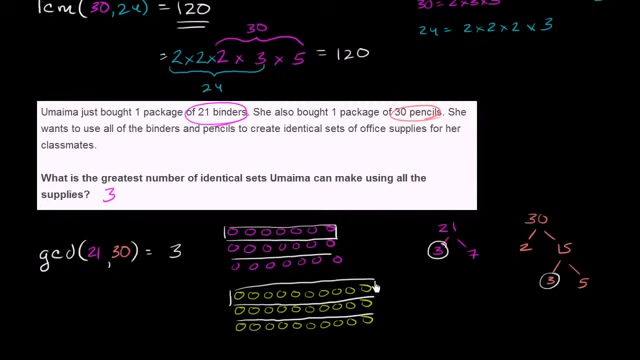 lcm(30,24) = 120
30 = 2×3×5
24 = 2×2×2×3
30
= 2×2×2×3×5 = 120
24
Umaima just bought 1 package of 21 binders. She also bought 1 package of 30 pencils. She
wants to use all of the binders and pencils to create identical sets of office supplies for her
classmates.
What is the greatest number of identical sets Umaima can make using all the
supplies? 3
gcd(21,30) = 3
21
3 7
30
2 15
3 5